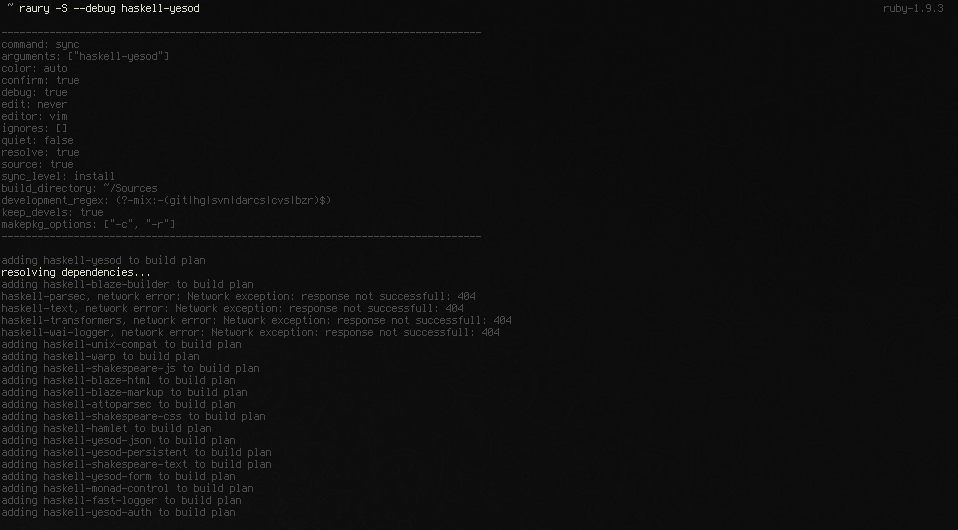 ~ raury -S --debug haskell-yesod
ruby-1.9.3
--------------------------------------------------------------------------------
command: sync
arguments: ["haskell-yesod"]
color: auto
confirm: true
debug: true
edit: never
editor: vim
ignores: []
quiet: false
resolve: true
source: true
sync_level: install
build_directory: ~/Sources
development_regex: (?-mix:-(git|hg|svn|darcs|cvs|bzr)$)
keep_devels: true
makepkg_options: ["-c", "-r"]
--------------------------------------------------------------------------------
adding haskell-yesod to build plan
resolving dependencies...
adding haskell-blaze-builder to build plan
haskell-parsec, network error: Network exception: response not successfull: 404
haskell-text, network error: Network exception: response not successfull: 404
haskell-transformers, network error: Network exception: response not successfull: 404
haskell-wai-logger, network error: Network exception: response not successfull: 404
adding haskell-unix-compat to build plan
adding haskell-warp to build plan
adding haskell-shakespeare-js to build plan
adding haskell-blaze-html to build plan
adding haskell-blaze-markup to build plan
adding haskell-attoparsec to build plan
adding haskell-shakespeare-css to build plan
adding haskell-hamlet to build plan
adding haskell-yesod-json to build plan
adding haskell-yesod-persistent to build plan
adding haskell-shakespeare-text to build plan
adding haskell-yesod-form to build plan
adding haskell-monad-control to build plan
adding haskell-fast-logger to build plan
adding haskell-yesod-auth to build plan